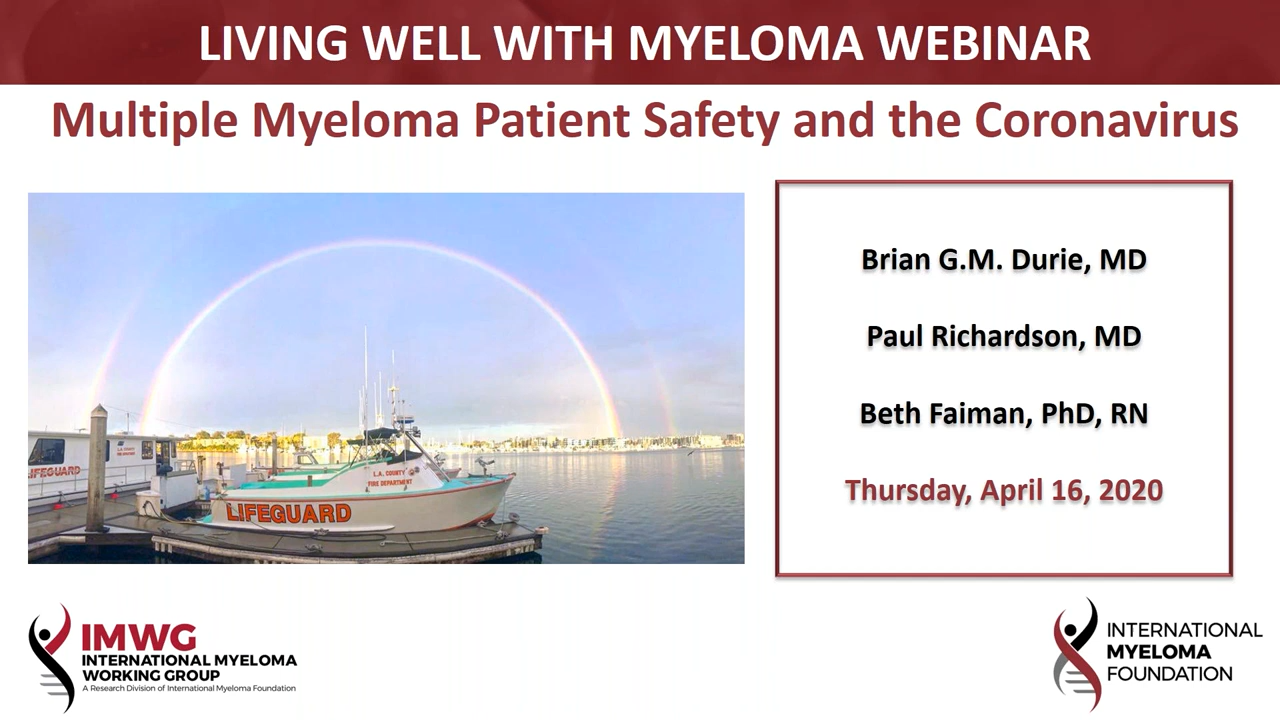 LIVING WELL WITH MYELOMA WEBINAR
Multiple Myeloma Patient Safety and the Coronavirus
LIFEGUARD
L.A. COUNTY
FIRE DEPARTMENT
LIFEGUARD
Brian G.M. Durie, MD
Paul Richardson, MD
Beth Faiman, PhD, RN
Thursday, April 16, 2020
IMWG
INTERNATIONAL MYELOMA
WORKING GROUP
A Research Division of International Myeloma Foundation
INTERNATIONAL
MYELOMA
FOUNDATION